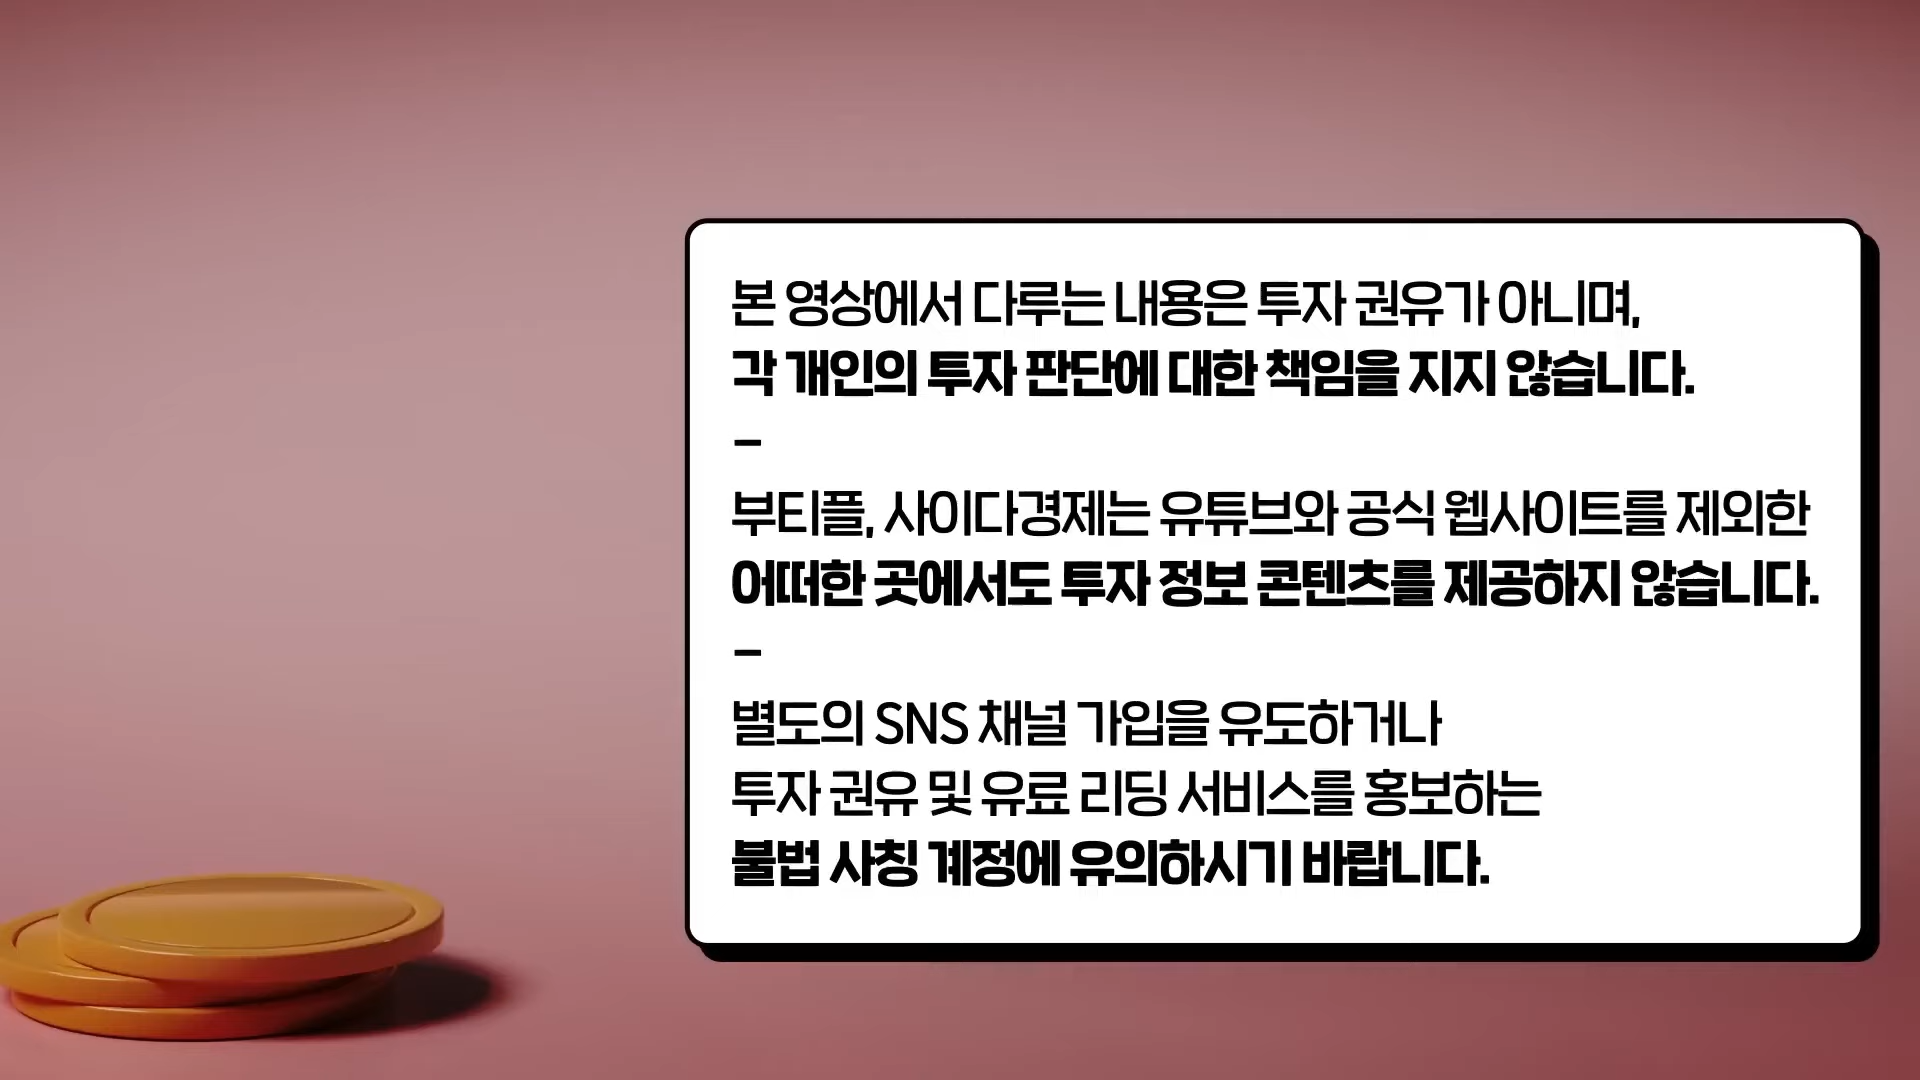 본 영상에서 다루는 내용은 투자 권유가 아니며,
각 개인의 투자 판단에 대한 책임을 지지 않습니다.
–
부티플, 사이다경제는 유튜브와 공식 웹사이트를 제외한
어떠한 곳에서도 투자 정보 콘텐츠를 제공하지 않습니다.
–
별도의 SNS 채널 가입을 유도하거나
투자 권유 및 유료 리딩 서비스를 홍보하는
불법 사칭 계정에 유의하시기 바랍니다.